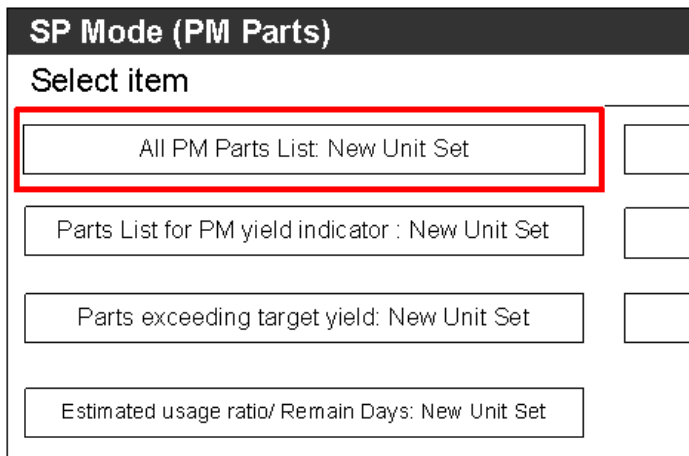 SP Mode (PM Parts)
Select item
All PM Parts List: New Unit Set
Parts List for PM yield indicator : New Unit Set
Parts exceeding target yield: New Unit Set
Estimated usage ratio/ Remain Days: New Unit Set